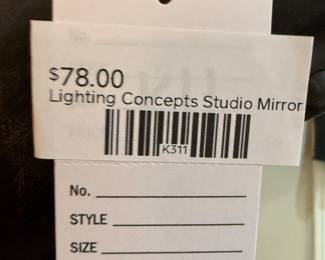 $78.00
Lighting Concepts Studio Mirror
K311
No.
STYLE
SIZE